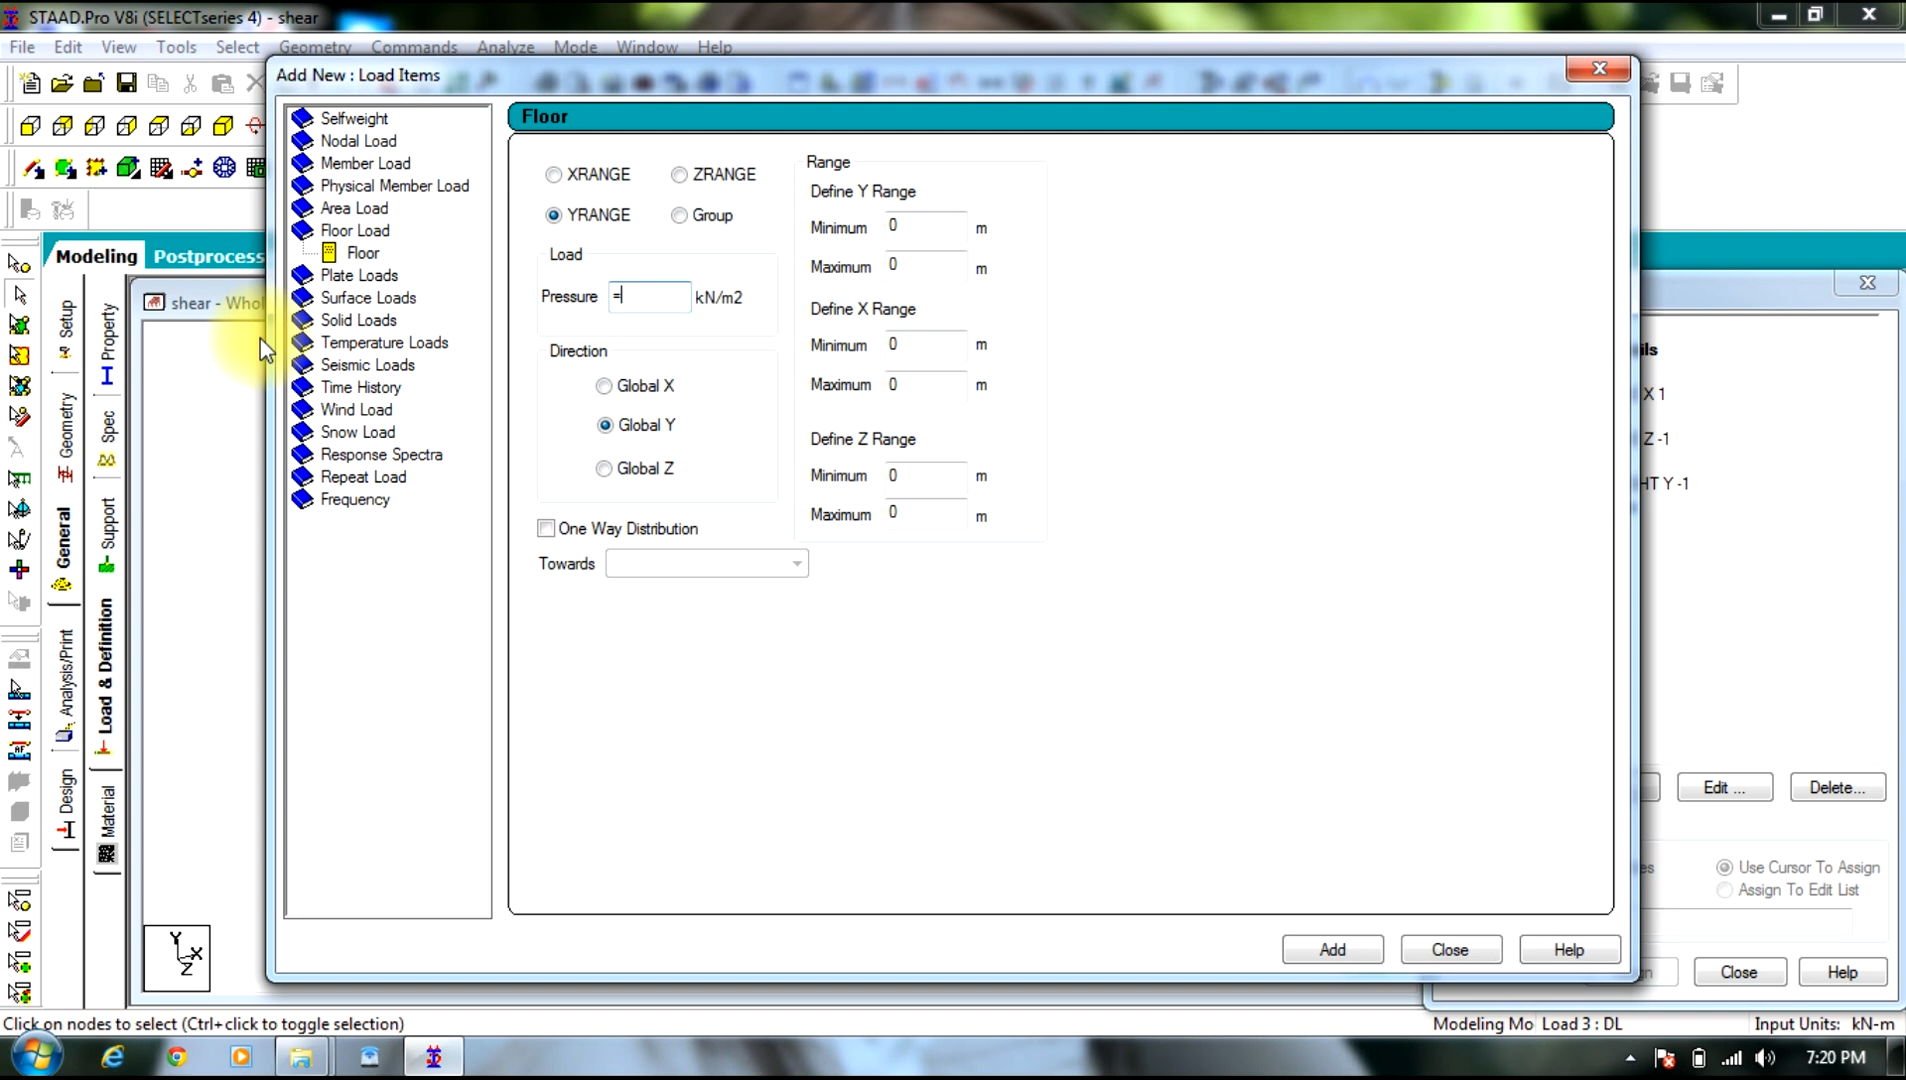 STAAD.Pro V8i (SELECTseries 4) - shear
File Edit View Tools Select Geometry Commands Analyze Mode Window Help
Add New : Load Items
Selfweight
Nodal Load
Member Load
Physical Member Load
Area Load
Floor Load
Floor
Plate Loads
Surface Loads
Solid Loads
Temperature Loads
Seismic Loads
Time History
Wind Load
Snow Load
Response Spectra
Repeat Load
Frequency
Floor
XRANGE ZRANGE
YRANGE Group
Load
Pressure = kN/m2
Direction
Global X
Global Y
Global Z
One Way Distribution
Towards
Range
Define Y Range
Minimum 0 m
Maximum 0 m
Define X Range
Minimum 0 m
Maximum 0 m
Define Z Range
Minimum 0 m
Maximum 0 m
Add Close Help
Modeling Postprocess
shear - Who
Setup
Geometry
General
Analysis/Print
Design
Property
Spec
Support
Load & Definition
Material
Y
X
Z
ils
X 1
Z -1
HT Y -1
Edit ... Delete...
es Use Cursor To Assign
Assign To Edit List
Close Help
Click on nodes to select (Ctrl+click to toggle selection) Modeling Mo Load 3 : DL Input Units: kN-m
7:20 PM